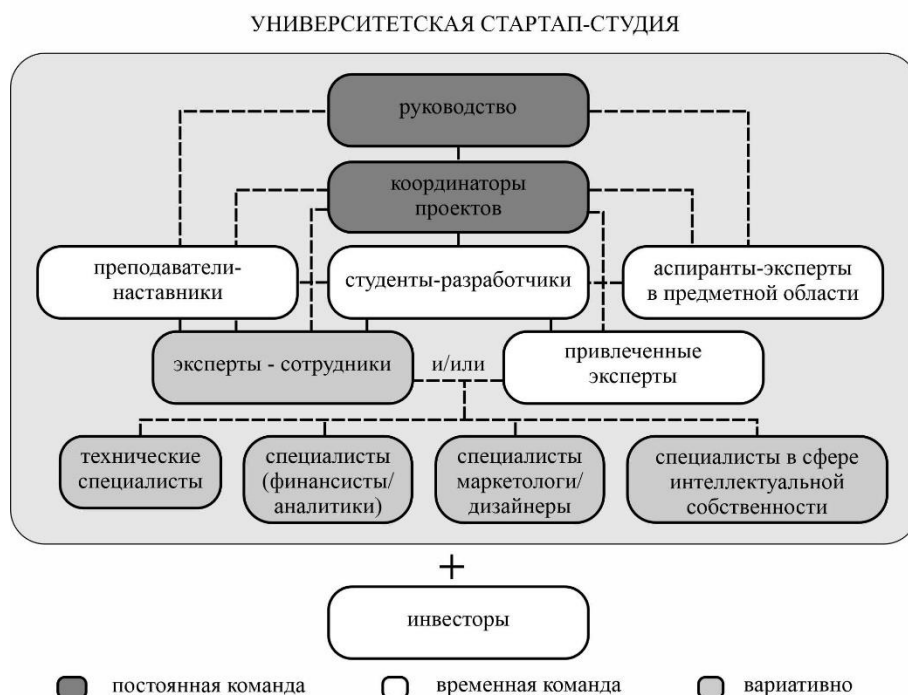 УНИВЕРСИТЕТСКАЯ СТАРТАП-СТУДИЯ
руководство
координаторы
проектов
преподаватели-
наставники
студенты-разработчики
аспиранты-эксперты
в предметной области
эксперты - сотрудники
и/или
привлеченные
эксперты
технические
специалисты
специалисты
(финансисты/
аналитики)
специалисты
маркетологи/
дизайнеры
специалисты в сфере
интеллектуальной
собственности
+
инвесторы
постоянная команда
временная команда
вариативно